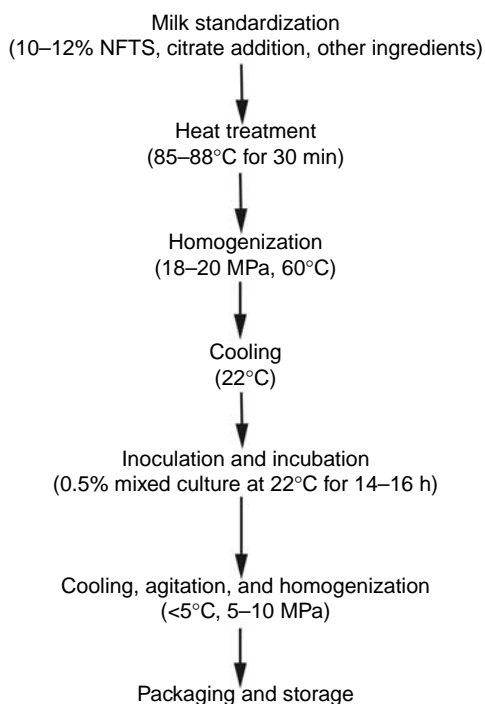 Milk standardization
(10–12% NFTS, citrate addition, other ingredients)
Heat treatment
(85–88°C for 30 min)
Homogenization
(18–20 MPa, 60°C)
Cooling
(22°C)
Inoculation and incubation
(0.5% mixed culture at 22°C for 14–16 h)
Cooling, agitation, and homogenization
(<5°C, 5–10 MPa)
Packaging and storage